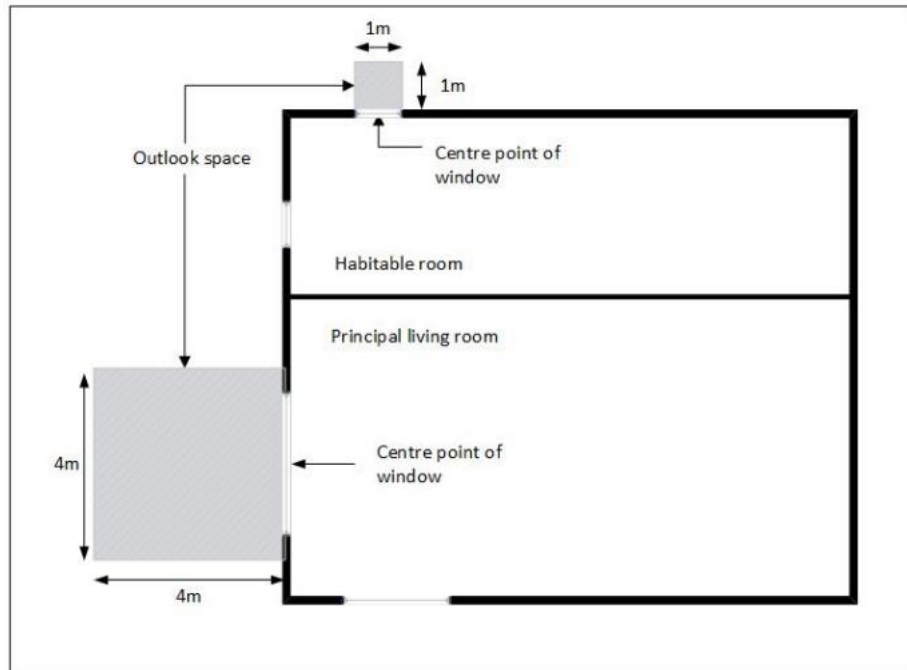 1m
1m
Outlook space
Centre point of
window
Habitable room
Principal living room
4m
Centre point of
window
4m